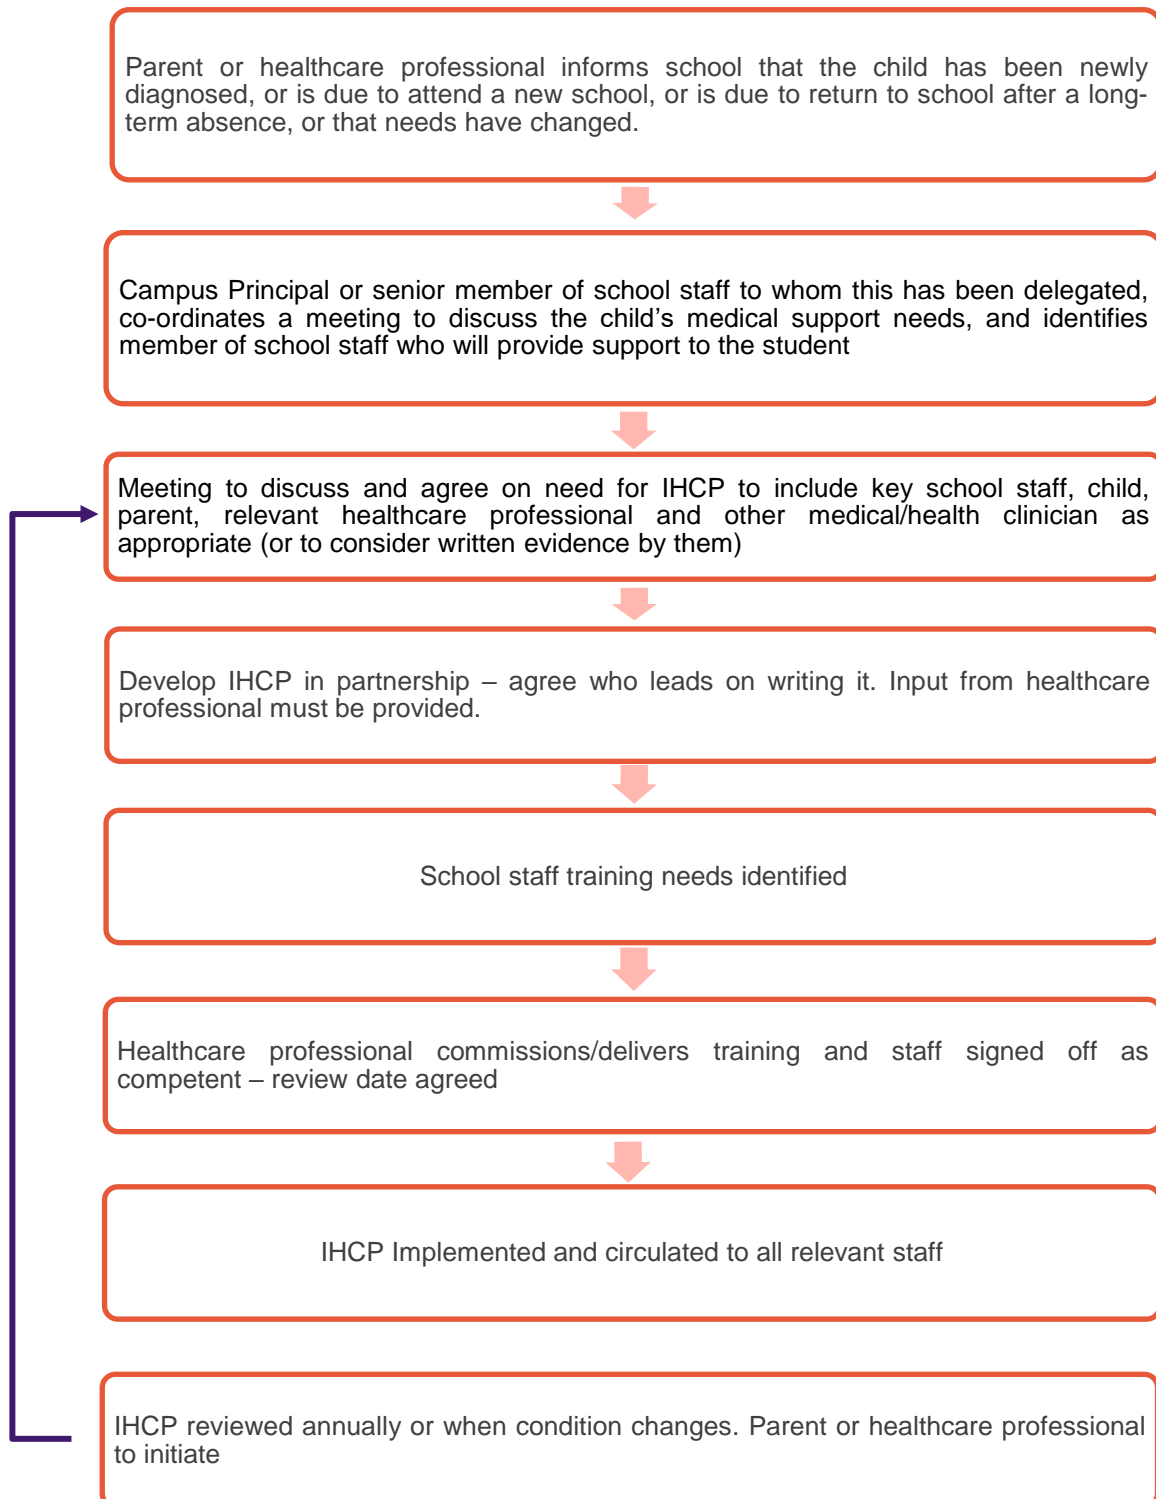 Parent or healthcare professional informs school that the child has been newly
diagnosed, or is due to attend a new school, or is due to return to school after a long-
term absence, or that needs have changed.
Campus Principal or senior member of school staff to whom this has been delegated,
co-ordinates a meeting to discuss the child’s medical support needs, and identifies
member of school staff who will provide support to the student
Meeting to discuss and agree on need for IHCP to include key school staff, child,
parent, relevant healthcare professional and other medical/health clinician as
appropriate (or to consider written evidence by them)
Develop IHCP in partnership – agree who leads on writing it. Input from healthcare
professional must be provided.
School staff training needs identified
Healthcare professional commissions/delivers training and staff signed off as
competent – review date agreed
IHCP Implemented and circulated to all relevant staff
IHCP reviewed annually or when condition changes. Parent or healthcare professional
to initiate